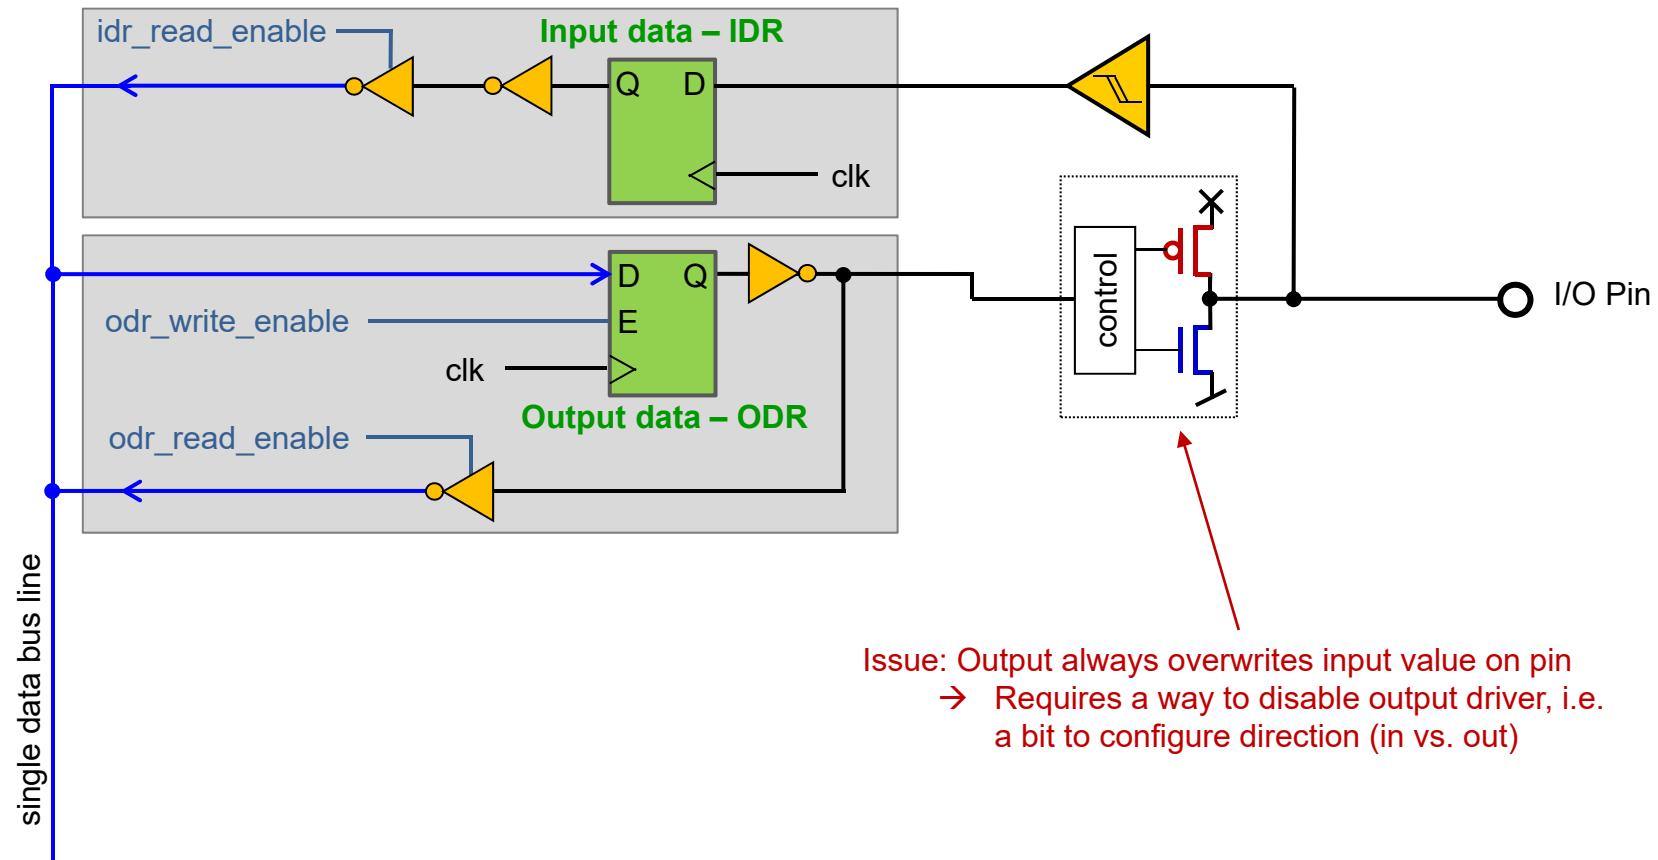 idr_read_enable
Input data – IDR
Q D
clk
odr_write_enable
D Q
E
clk
Output data – ODR
odr_read_enable
control
I/O Pin
single data bus line
Issue: Output always overwrites input value on pin
→ Requires a way to disable output driver, i.e.
a bit to configure direction (in vs. out)